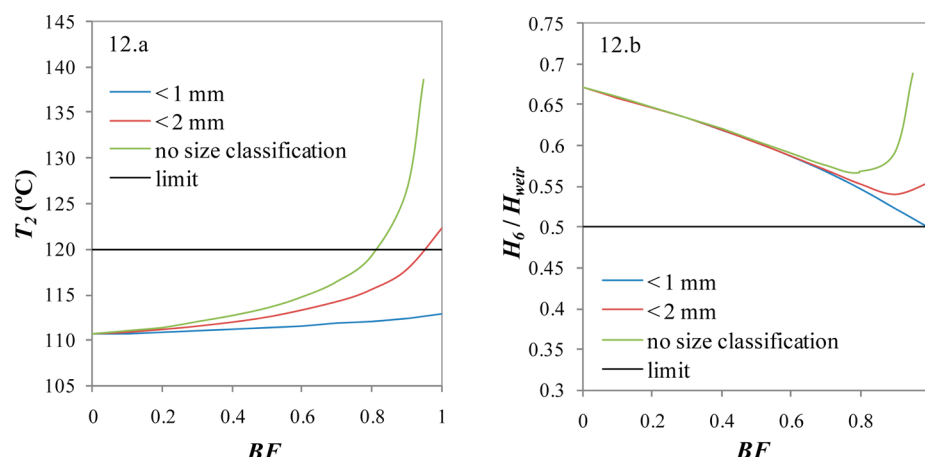 12.a
T2 (ºC)
145
140
135
130
125
120
115
110
105
< 1 mm
< 2 mm
no size classification
limit
0
0.2
0.4
0.6
0.8
1
BF
12.b
H6 / Hweir
0.7
0.65
0.6
0.55
0.5
0.45
0.4
0.35
0.3
< 1 mm
< 2 mm
no size classification
limit
0
0.2
0.4
0.6
0.8
BF